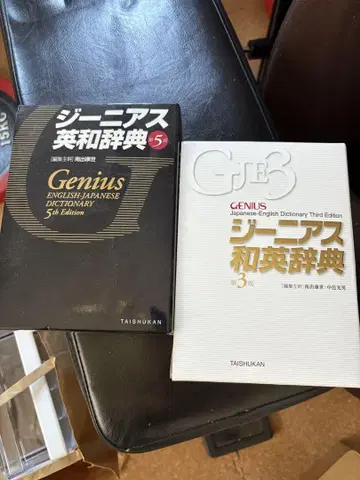 ジーニアス
英和辞典 第5版
[編集主幹] 南出康世
Genius
ENGLISH-JAPANESE
DICTIONARY
5th Edition
TAISHUKAN
GJE3
GENIUS
Japanese-English Dictionary Third Edition
ジーニアス
和英辞典
第3版
[編集主幹] 南出康世・中邑光男
TAISHUKAN